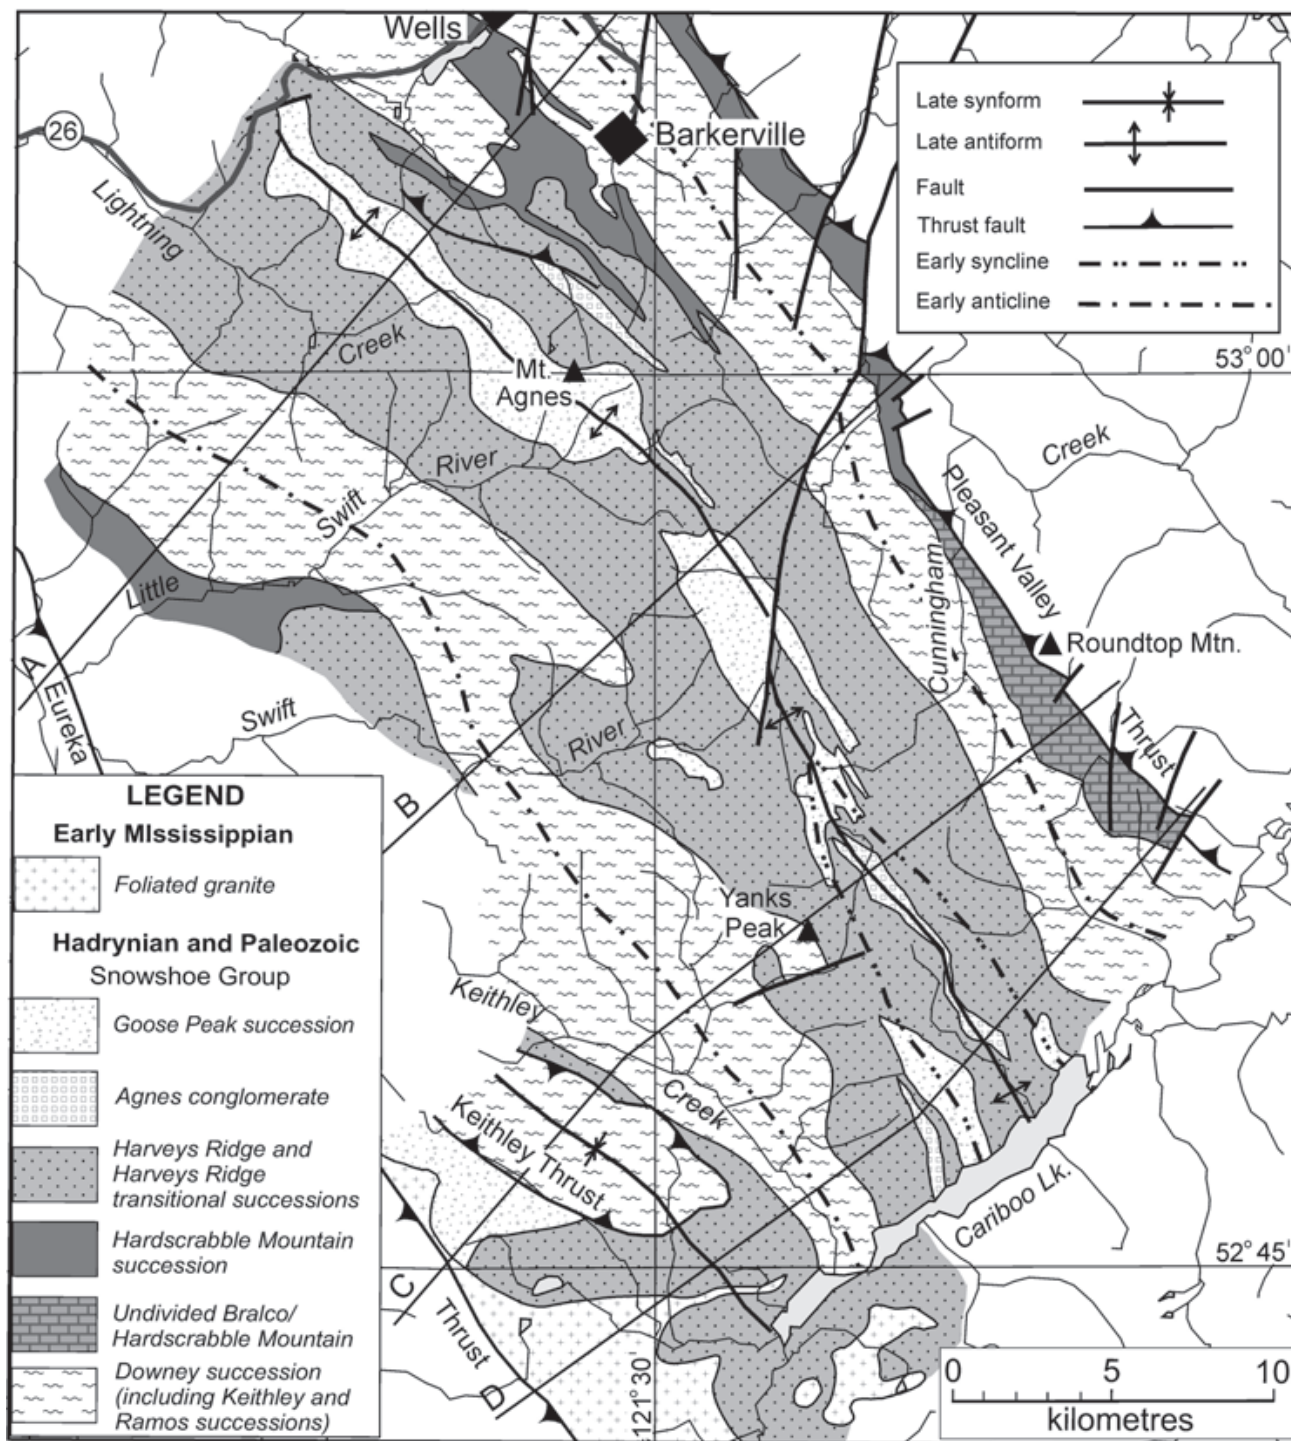 Wells
26
Barkerville
Lightning
Creek
Mt.
Agnes
River
Swift
Little
A
Eureka
Swift
River
B
Late synform
Late antiform
Fault
Thrust fault
Early syncline
Early anticline
53° 00'
Creek
Pleasant Valley
Cunningham
Roundtop Mtn.
Thrust
Yanks
Peak
Keithley
Creek
Keithley Thrust
Cariboo Lk.
52° 45'
C
Thrust
D
121° 30'
LEGEND
Early MIssissippian
Foliated granite
Hadrynian and Paleozoic
Snowshoe Group
Goose Peak succession
Agnes conglomerate
Harveys Ridge and
Harveys Ridge
transitional successions
Hardscrabble Mountain
succession
Undivided Bralco/
Hardscrabble Mountain
Downey succession
(including Keithley and
Ramos successions)
0 5 10
kilometres